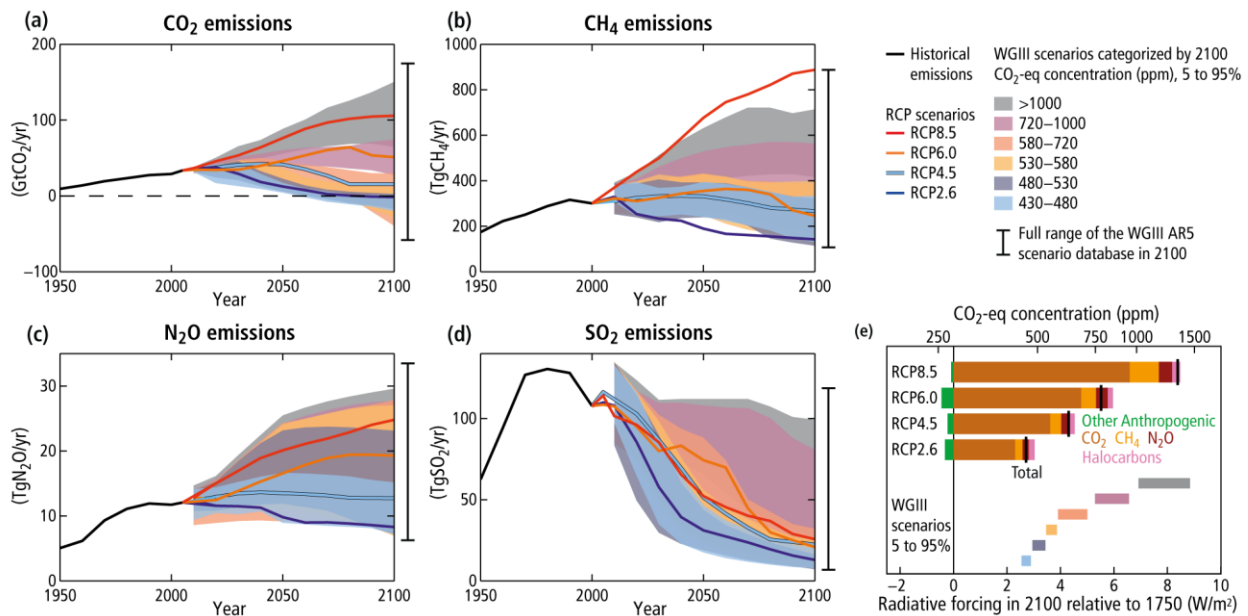 (a) CO₂ emissions
(GtCO₂/yr)
200
100
0
−100
1950 2000 2050 2100
Year
(b) CH₄ emissions
(TgCH₄/yr)
1000
800
600
400
200
0
1950 2000 2050 2100
Year
Historical
emissions
RCP scenarios
RCP8.5
RCP6.0
RCP4.5
RCP2.6
WGIII scenarios categorized by 2100
CO₂-eq concentration (ppm), 5 to 95%
>1000
720−1000
580−720
530−580
480−530
430−480
Full range of the WGIII AR5
scenario database in 2100
(c) N₂O emissions
(TgN₂O/yr)
30
20
10
0
1950 2000 2050 2100
Year
(d) SO₂ emissions
(TgSO₂/yr)
100
50
0
1950 2000 2050 2100
Year
(e) CO₂-eq concentration (ppm)
250 500 750 1000 1500
RCP8.5
RCP6.0
RCP4.5
RCP2.6
Other Anthropogenic
CO₂ CH₄ N₂O
Halocarbons
Total
WGIII
scenarios
5 to 95%
−2 0 2 4 6 8 10
Radiative forcing in 2100 relative to 1750 (W/m²)